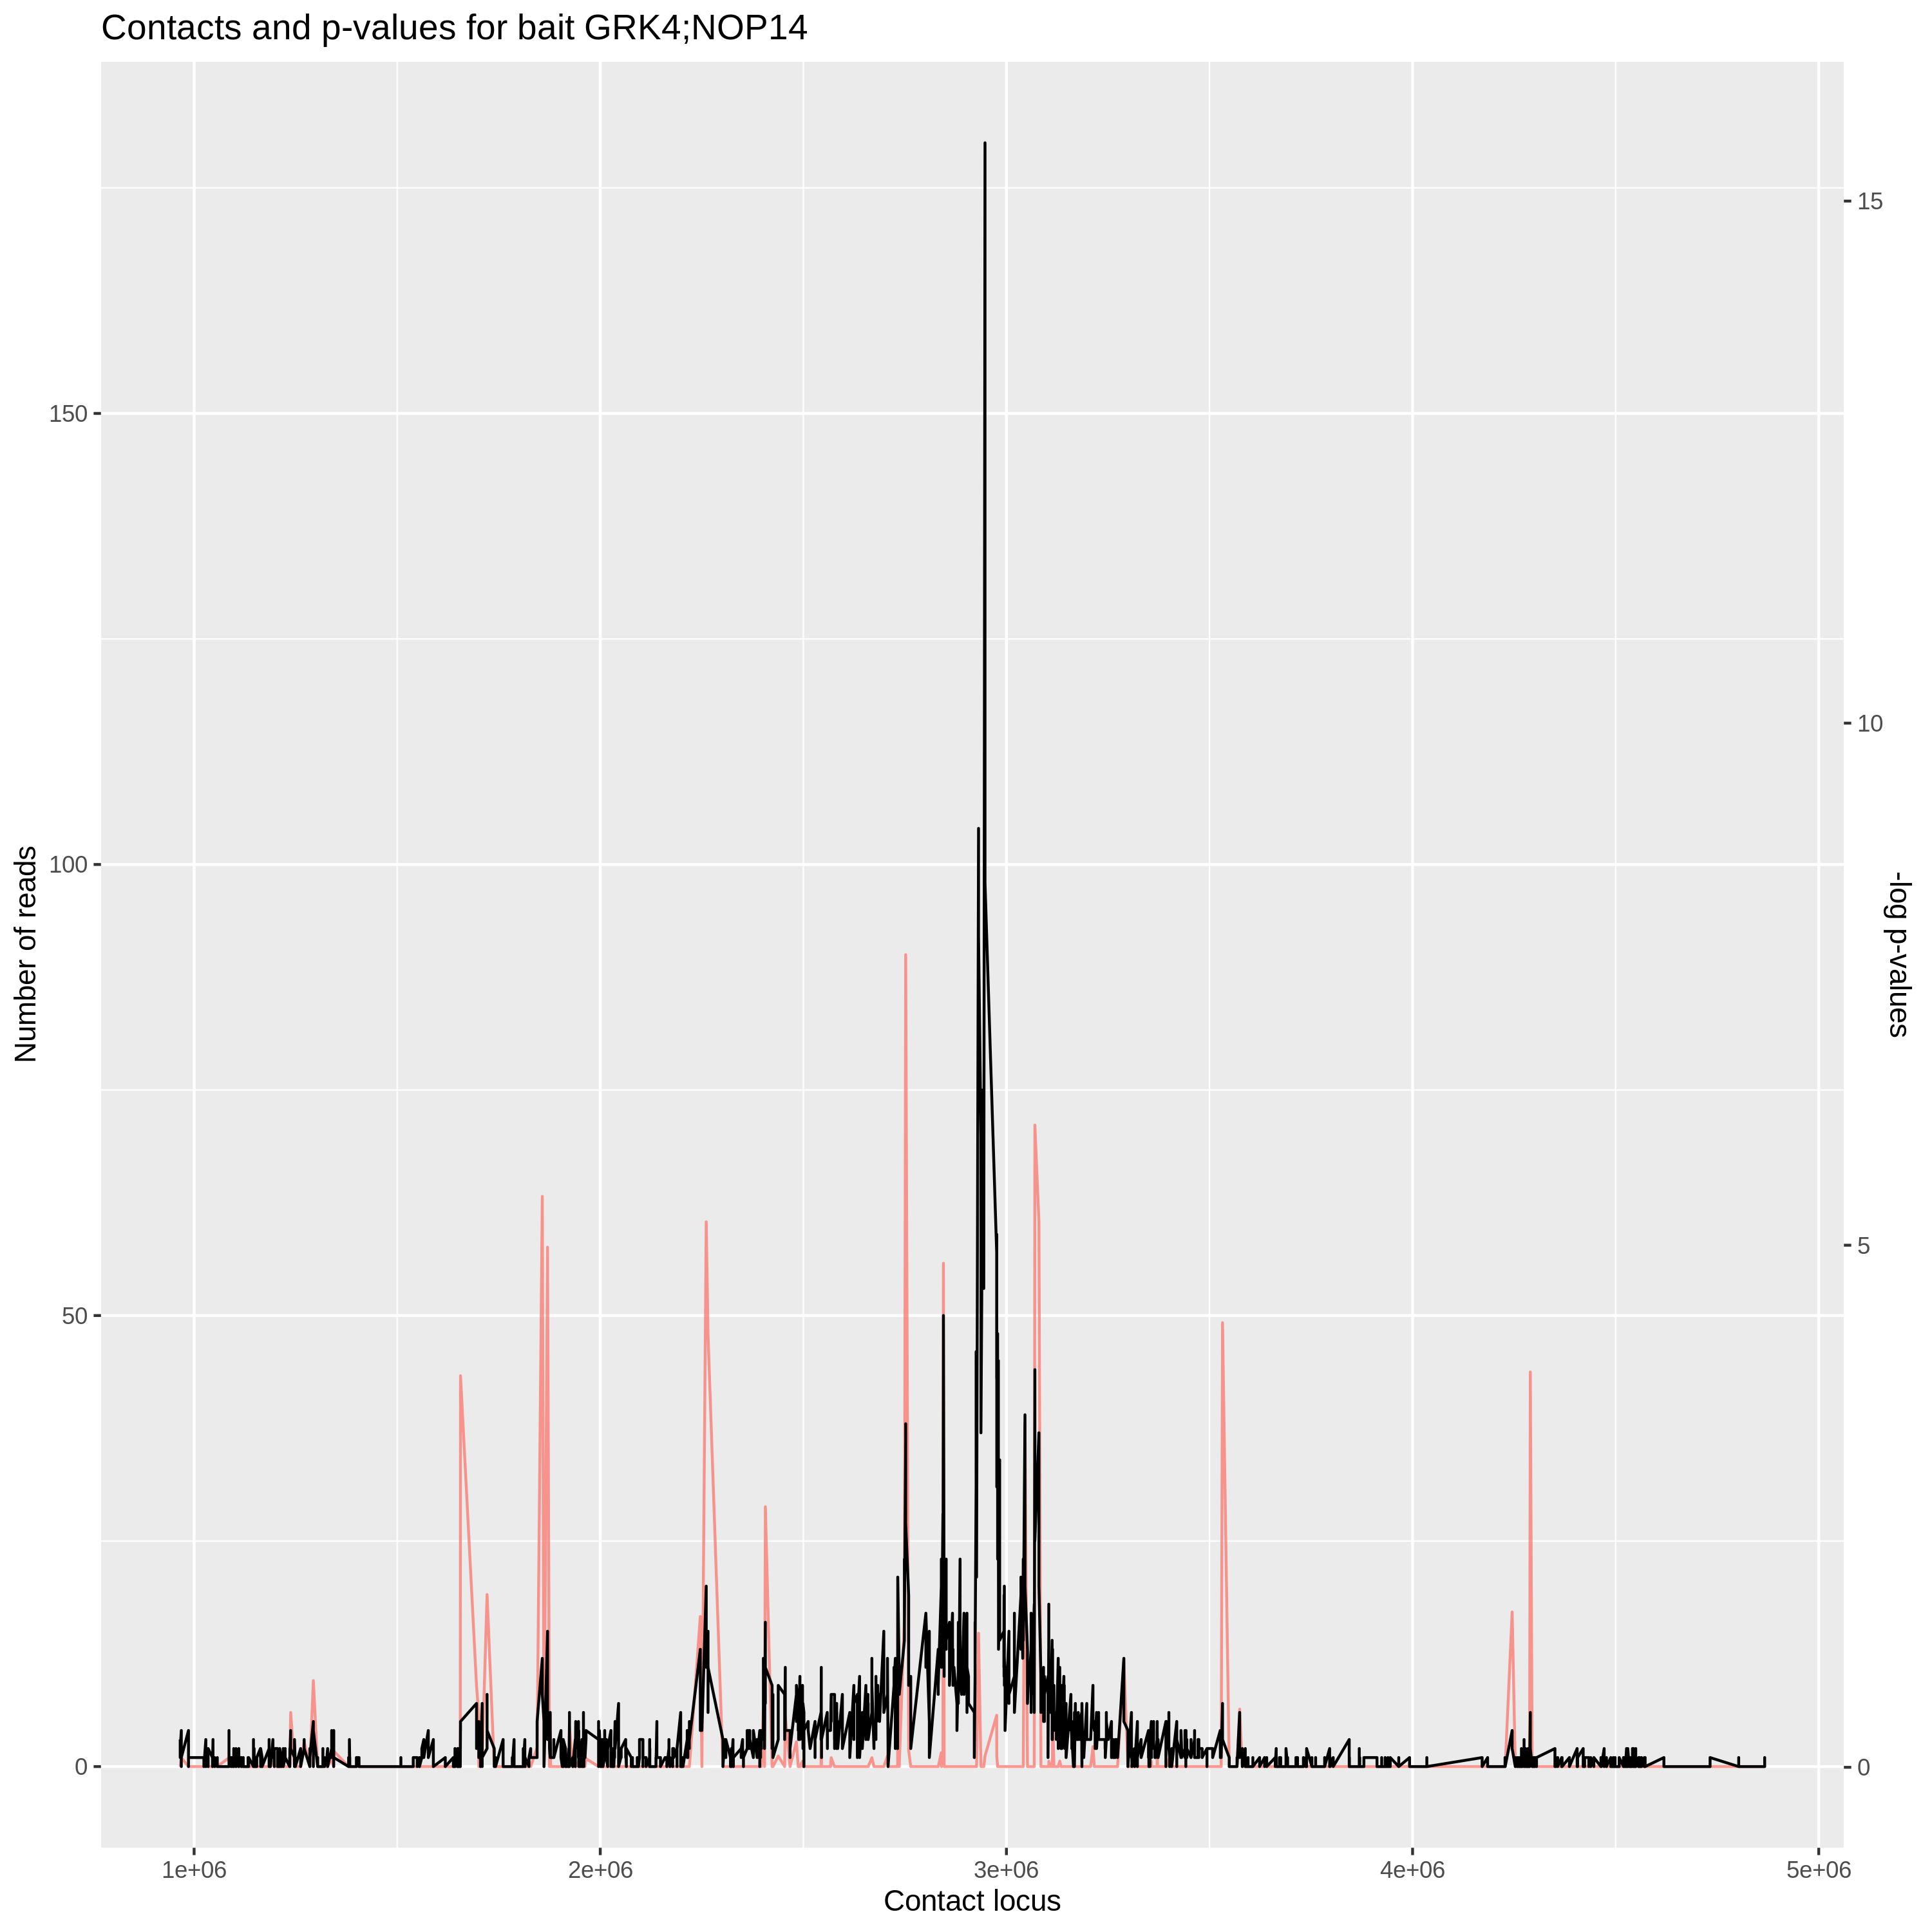 Contacts and p-values for bait GRK4;NOP14
Number of reads
150
100
50
0
15
10
5
0
-log p-values
1e+06
2e+06
3e+06
4e+06
5e+06
Contact locus